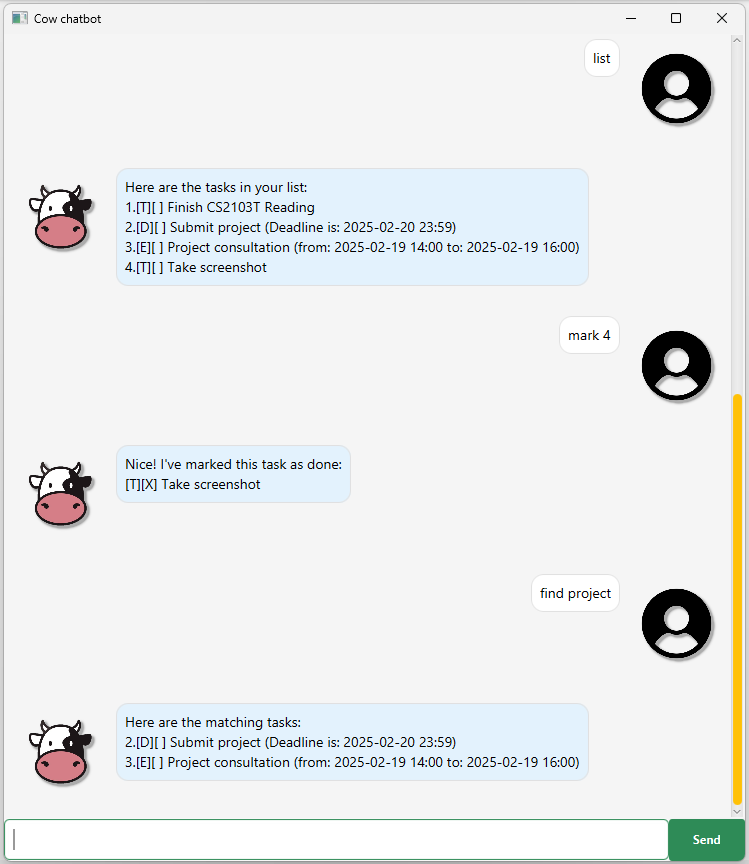 Cow chatbot
list
Here are the tasks in your list:
1.[T][ ] Finish CS2103T Reading
2.[D][ ] Submit project (Deadline is: 2025-02-20 23:59)
3.[E][ ] Project consultation (from: 2025-02-19 14:00 to: 2025-02-19 16:00)
4.[T][ ] Take screenshot
mark 4
Nice! I've marked this task as done:
[T][X] Take screenshot
find project
Here are the matching tasks:
2.[D][ ] Submit project (Deadline is: 2025-02-20 23:59)
3.[E][ ] Project consultation (from: 2025-02-19 14:00 to: 2025-02-19 16:00)
Send